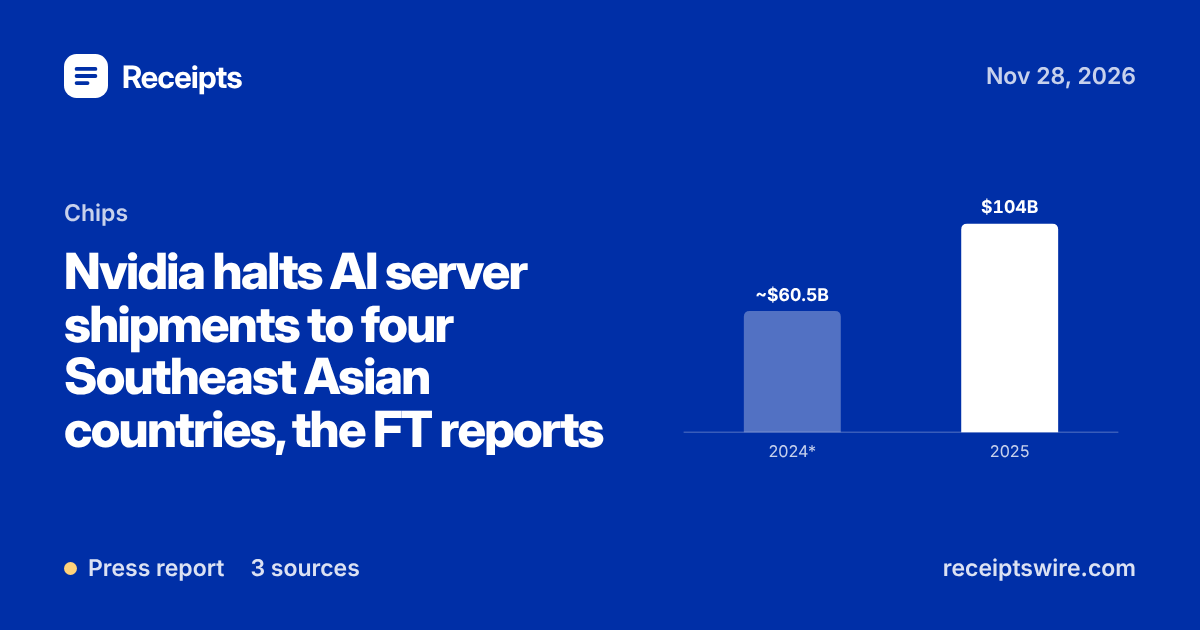 Receipts
Nov 28, 2026
Chips
Nvidia halts AI server
shipments to four
Southeast Asian
countries, the FT reports
$104B
~$60.5B
2024*
2025
Press report
3 sources
receiptswire.com